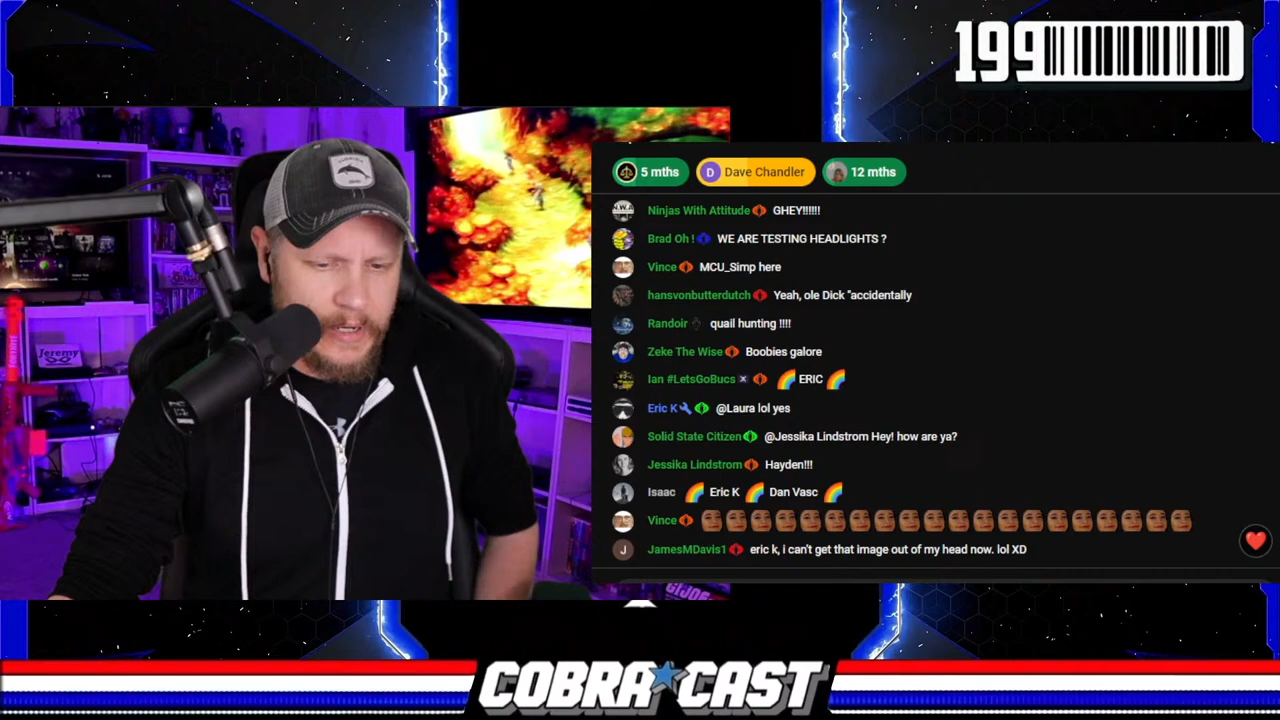 199
5 mths
D Dave Chandler
12 mths
Ninjas With Attitude GHEY!!!!!!
Brad Oh ! WE ARE TESTING HEADLIGHTS ?
Vince MCU_Simp here
hansvonbutterdutch Yeah, ole Dick "accidentally
Randoir quail hunting !!!!
Zeke The Wise Boobies galore
Ian #LetsGoBucs 🌈 ERIC 🌈
Eric K @Laura lol yes
Solid State Citizen @Jessika Lindstrom Hey! how are ya?
Jessika Lindstrom Hayden!!!
Isaac 🌈 Eric K 🌈 Dan Vasc 🌈
Vince
J JamesMDavis1 eric k, i can't get that image out of my head now. lol XD
Jeremy
COBRA CAST